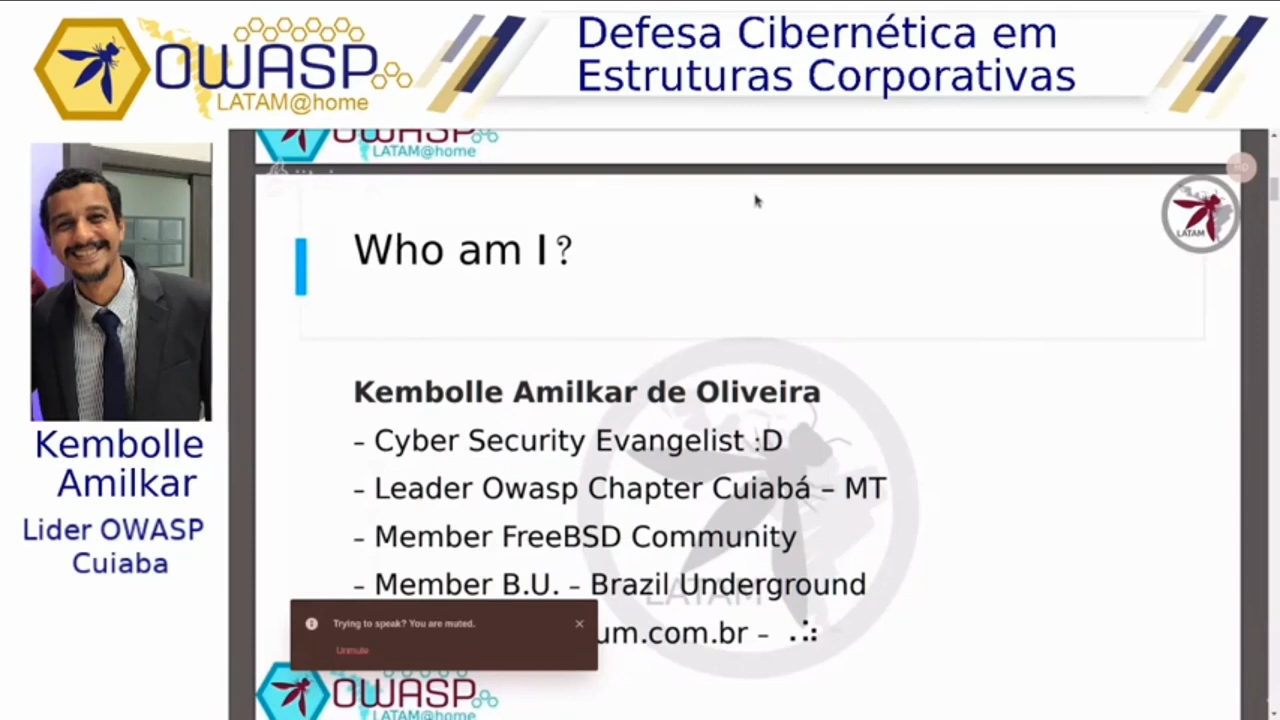 OWASP
LATAM@home
Defesa Cibernética em
Estruturas Corporativas
OWASP
LATAM@home
LATAM
Who am I?
Kembolle Amilkar de Oliveira
– Cyber Security Evangelist :D
– Leader Owasp Chapter Cuiabá – MT
– Member FreeBSD Community
– Member B.U. – Brazil Underground
LATAM
um.com.br –
Trying to speak? You are muted.
Unmute
OWASP
LATAM@home
Kembolle
Amilkar
Lider OWASP
Cuiaba